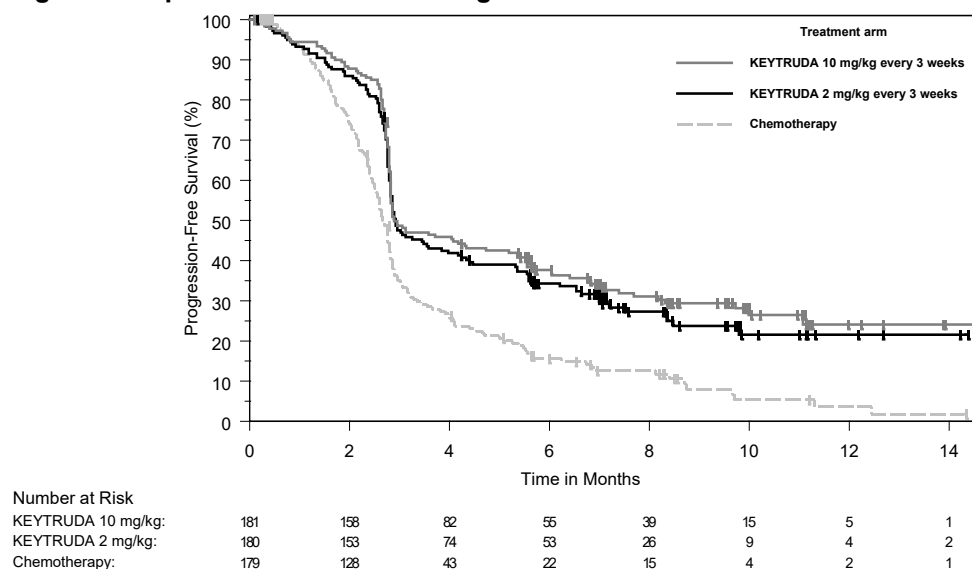 Treatment arm
KEYTRUDA 10 mg/kg every 3 weeks
KEYTRUDA 2 mg/kg every 3 weeks
Chemotherapy
Progression-Free Survival (%)
100
90
80
70
60
50
40
30
20
10
0
0 2 4 6 8 10 12 14
Time in Months
Number at Risk
KEYTRUDA 10 mg/kg: 181 158 82 55 39 15 5 1
KEYTRUDA 2 mg/kg: 180 153 74 53 26 9 4 2
Chemotherapy: 179 128 43 22 15 4 2 1